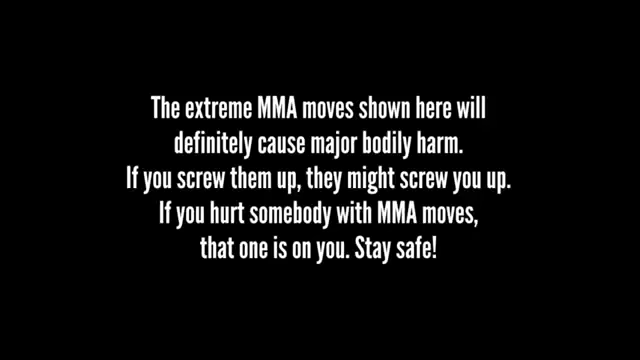 The extreme MMA moves shown here will
definitely cause major bodily harm.
If you screw them up, they might screw you up.
If you hurt somebody with MMA moves,
that one is on you. Stay safe!